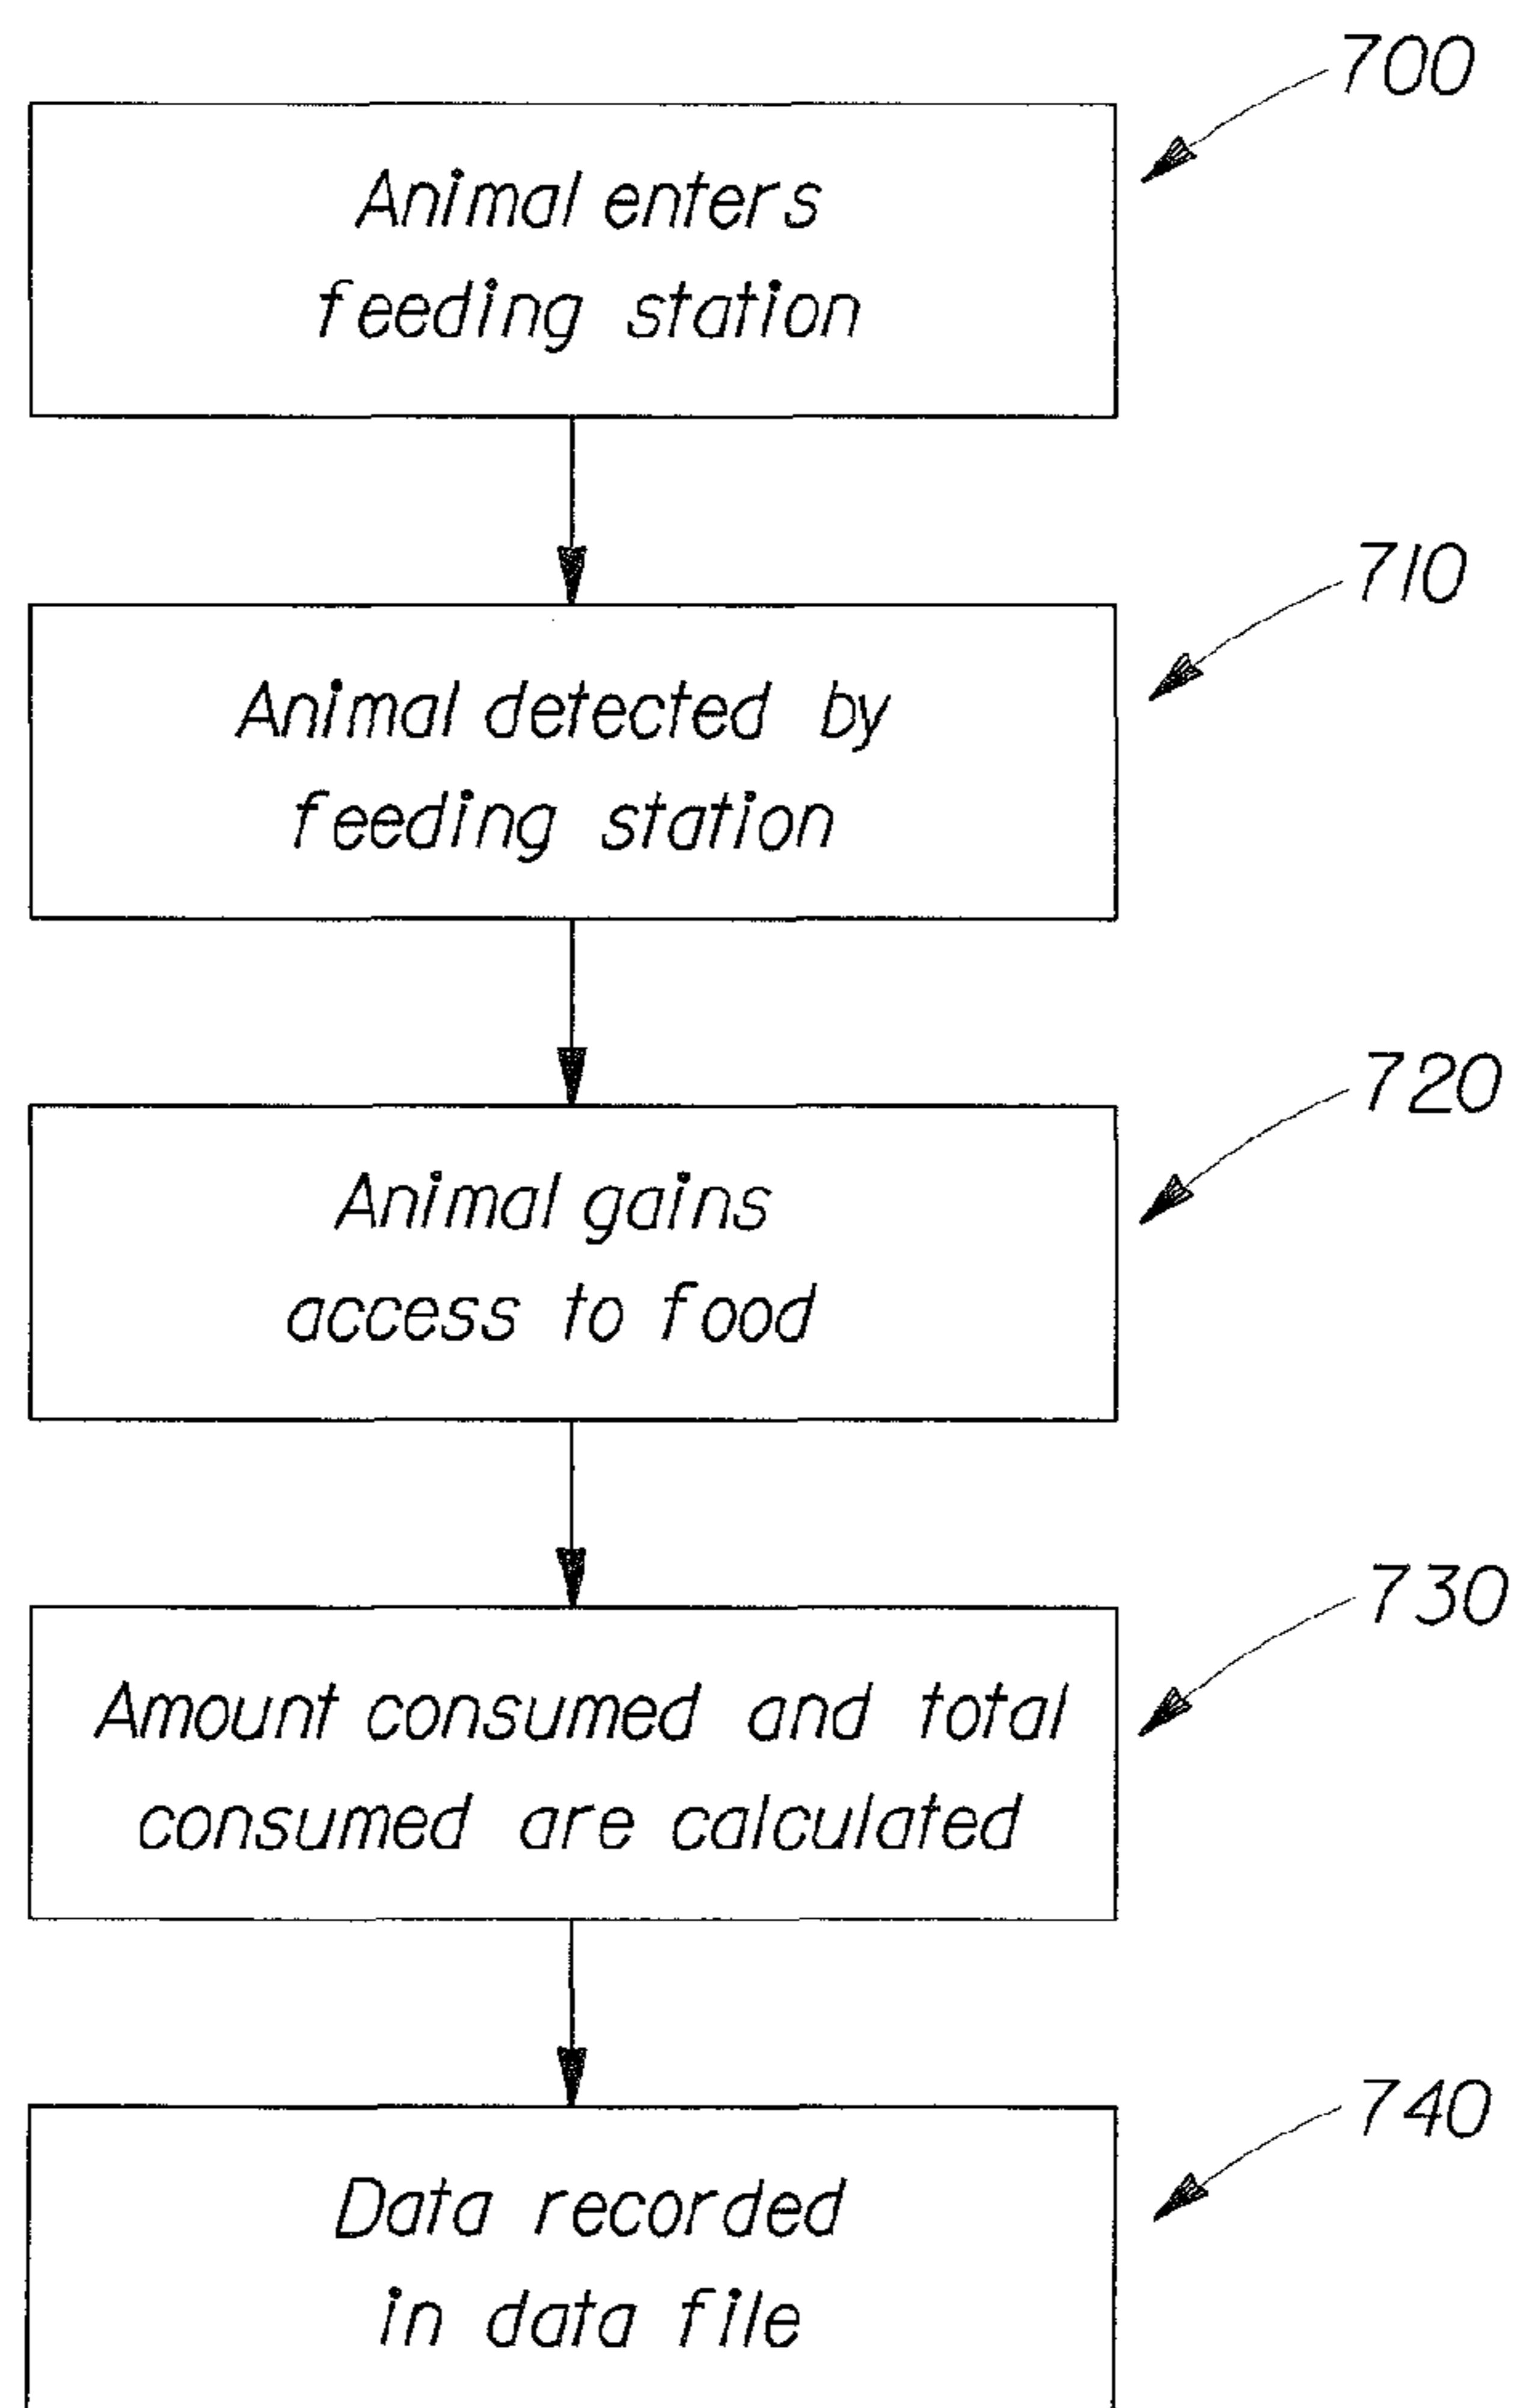 700
Animal enters
feeding station
710
Animal detected by
feeding station
720
Animal gains
access to food
730
Amount consumed and total
consumed are calculated
740
Data recorded
in data file